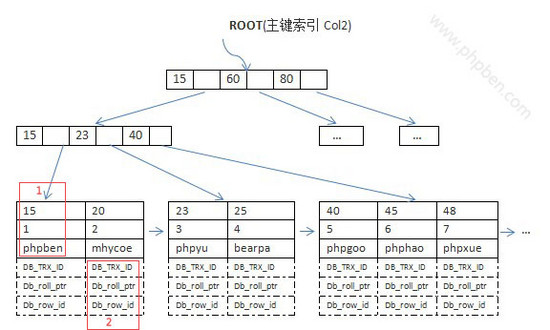 ROOT(主键索引 Col2)
www.phpben.com
15 60 80
15 23 40 ... ...
1
15 20 23 25 40 45 48
1 2 3 4 5 6 7 ...
phpben mhycoe phpyu bearpa phpgoo phphao phpxue
DB_TRX_ID DB_TRX_ID DB_TRX_ID DB_TRX_ID DB_TRX_ID DB_TRX_ID DB_TRX_ID
Db_roll_ptr Db_roll_ptr Db_roll_ptr Db_roll_ptr Db_roll_ptr Db_roll_ptr Db_roll_ptr
Db_row_id Db_row_id Db_row_id Db_row_id Db_row_id Db_row_id Db_row_id
2